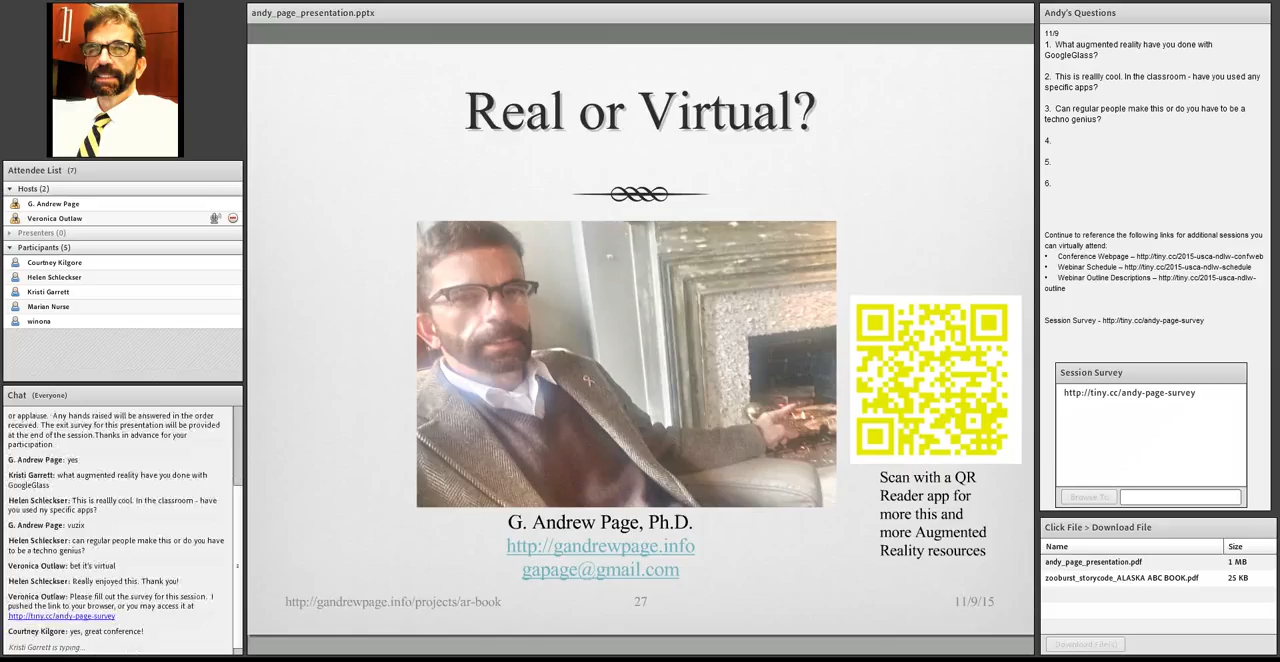 andy_page_presentation.pptx
Real or Virtual?
G. Andrew Page, Ph.D.
http://gandrewpage.info
gapage@gmail.com
Scan with a QR
Reader app for
more this and
more Augmented
Reality resources
http://gandrewpage.info/projects/ar-book
27
11/9/15
Attendee List (7)
Hosts (2)
G. Andrew Page
Veronica Outlaw
Presenters (0)
Participants (5)
Courtney Kilgore
Helen Schleckser
Kristi Garrett
Marian Nurse
winona
Chat (Everyone)
or applause. Any hands raised will be answered in the order
received. The exit survey for this presentation will be provided
at the end of the session.Thanks in advance for your
participation.
G. Andrew Page: yes
Kristi Garrett: what augmented reality have you done with
GoogleGlass
Helen Schleckser: This is reallly cool. In the classroom - have
you used ny specific apps?
G. Andrew Page: vuzix
Helen Schleckser: can regular people make this or do you have
to be a techno genius?
Veronica Outlaw: bet it's virtual
Helen Schleckser: Really enjoyed this. Thank you!
Veronica Outlaw: Please fill out the survey for this session. I
pushed the link to your browser, or you may access it at
http://tiny.cc/andy-page-survey
Courtney Kilgore: yes, great conference!
Kristi Garrett is typing...
Andy's Questions
11/9
1. What augmented reality have you done with
GoogleGlass?
2. This is reallly cool. In the classroom - have you used any
specific apps?
3. Can regular people make this or do you have to be a
techno genius?
4.
5.
6.
Continue to reference the following links for additional sessions you
can virtually attend:
• Conference Webpage – http://tiny.cc/2015-usca-ndlw-confweb
• Webinar Schedule – http://tiny.cc/2015-usca-ndlw-schedule
• Webinar Outline Descriptions – http://tiny.cc/2015-usca-ndlw-
outline
Session Survey - http://tiny.cc/andy-page-survey
Session Survey
http://tiny.cc/andy-page-survey
Browse To
Click File > Download File
Name Size
andy_page_presentation.pdf 1 MB
zooburst_storycode_ALASKA ABC BOOK.pdf 25 KB
Download File(s)